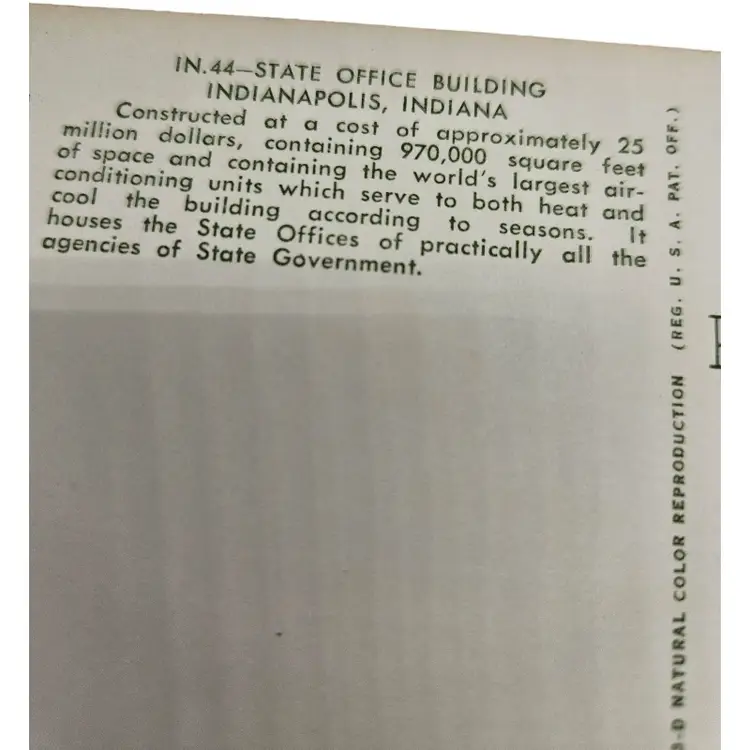 IN.44—STATE OFFICE BUILDING
INDIANAPOLIS, INDIANA
Constructed at a cost of approximately 25
million dollars, containing 970,000 square feet
of space and containing the world's largest air-
conditioning units which serve to both heat and
cool the building according to seasons. It
houses the State Offices of practically all the
agencies of State Government.
-D NATURAL COLOR REPRODUCTION (REG. U. S. A. PAT. OFF.)